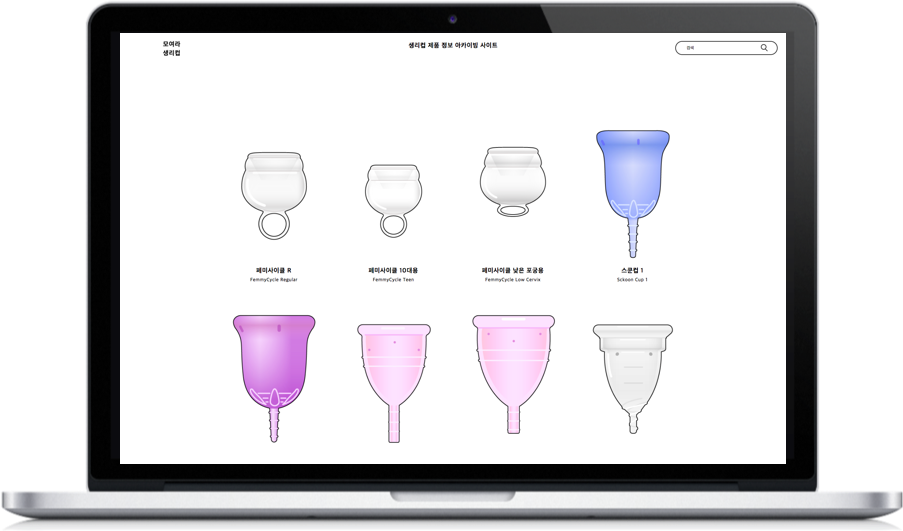 모여라
생리컵
생리컵 제품 정보 아카이빙 사이트
검색
페미사이클 R
FemmyCycle Regular
페미사이클 10대용
FemmyCycle Teen
페미사이클 낮은 포궁용
FemmyCycle Low Cervix
스쿤컵 1
Sckoon Cup 1